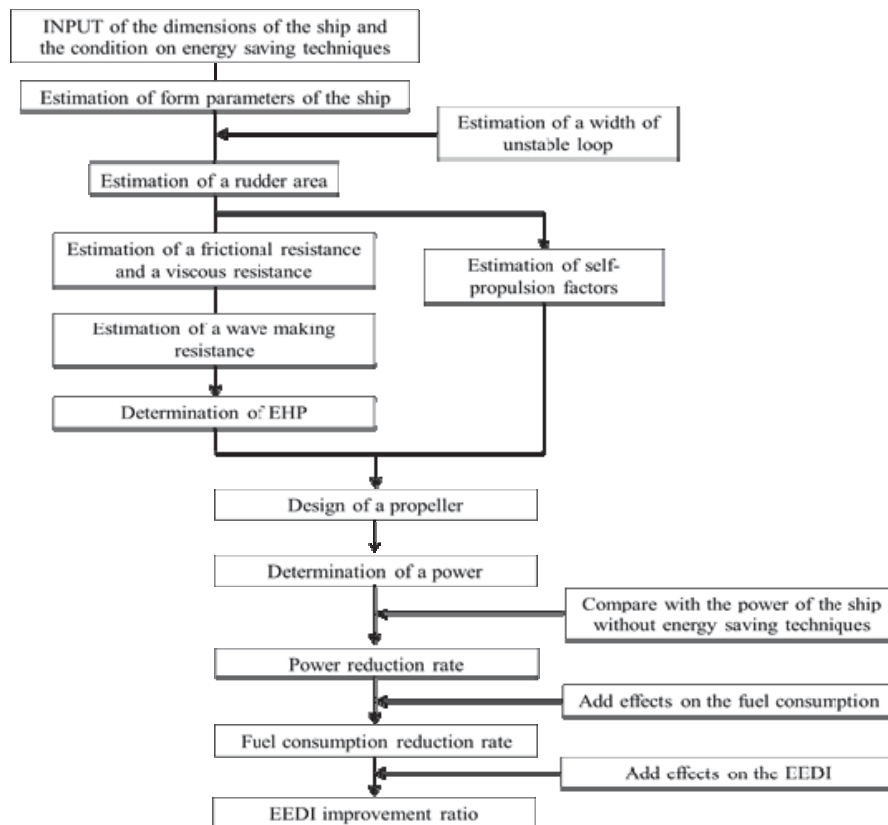 INPUT of the dimensions of the ship and
the condition on energy saving techniques
Estimation of form parameters of the ship
Estimation of a width of
unstable loop
Estimation of a rudder area
Estimation of a frictional resistance
and a viscous resistance
Estimation of self-
propulsion factors
Estimation of a wave making
resistance
Determination of EHP
Design of a propeller
Determination of a power
Compare with the power of the ship
without energy saving techniques
Power reduction rate
Add effects on the fuel consumption
Fuel consumption reduction rate
Add effects on the EEDI
EEDI improvement ratio